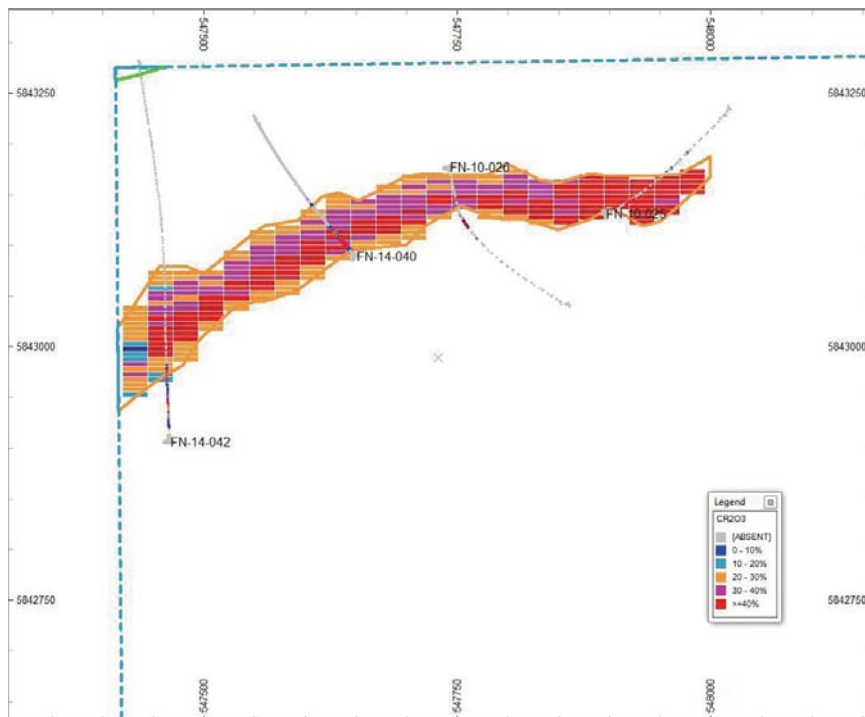 547500
547750
548000
5843250
5843250
FN-10-026
FN-10-025
FN-14-040
5843000
5843000
FN-14-042
Legend
CR2O3
[ABSENT]
0 - 10%
10 - 20%
20 - 30%
30 - 40%
>=40%
5842750
5842750
547500
547750
548000